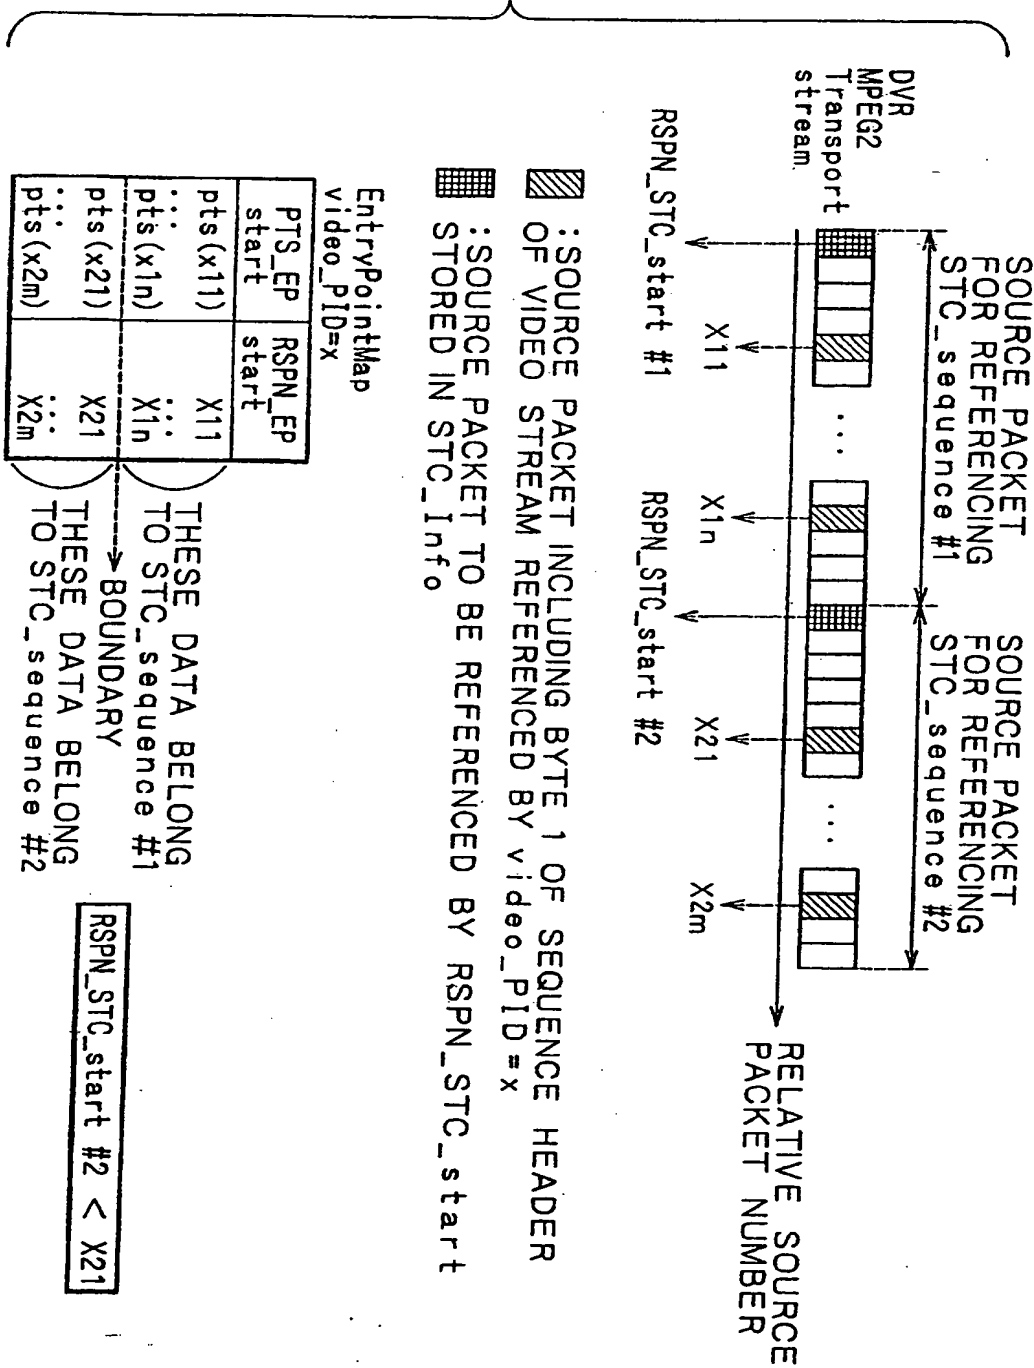 SOURCE PACKET
FOR REFERENCING
STC_sequence #1
SOURCE PACKET
FOR REFERENCING
STC_sequence #2
DVR
MPEG2
Transport
stream
...
...
RELATIVE SOURCE
PACKET NUMBER
X11
X1n
X21
X2m
RSPN_STC_start #1
RSPN_STC_start #2
:SOURCE PACKET INCLUDING BYTE 1 OF SEQUENCE HEADER
OF VIDEO STREAM REFERENCED BY video_PID=x
:SOURCE PACKET TO BE REFERENCED BY RSPN_STC_start
STORED IN STC_Info
EntryPointMap
video_PID=x
PTS_EP start RSPN_EP start
pts(x11) X11
... ...
pts(x1n) X1n
pts(x21) X21
... ...
pts(x2m) X2m
THESE DATA BELONG
TO STC_sequence #1
BOUNDARY
THESE DATA BELONG
TO STC_sequence #2
RSPN_STC_start #2 < X21